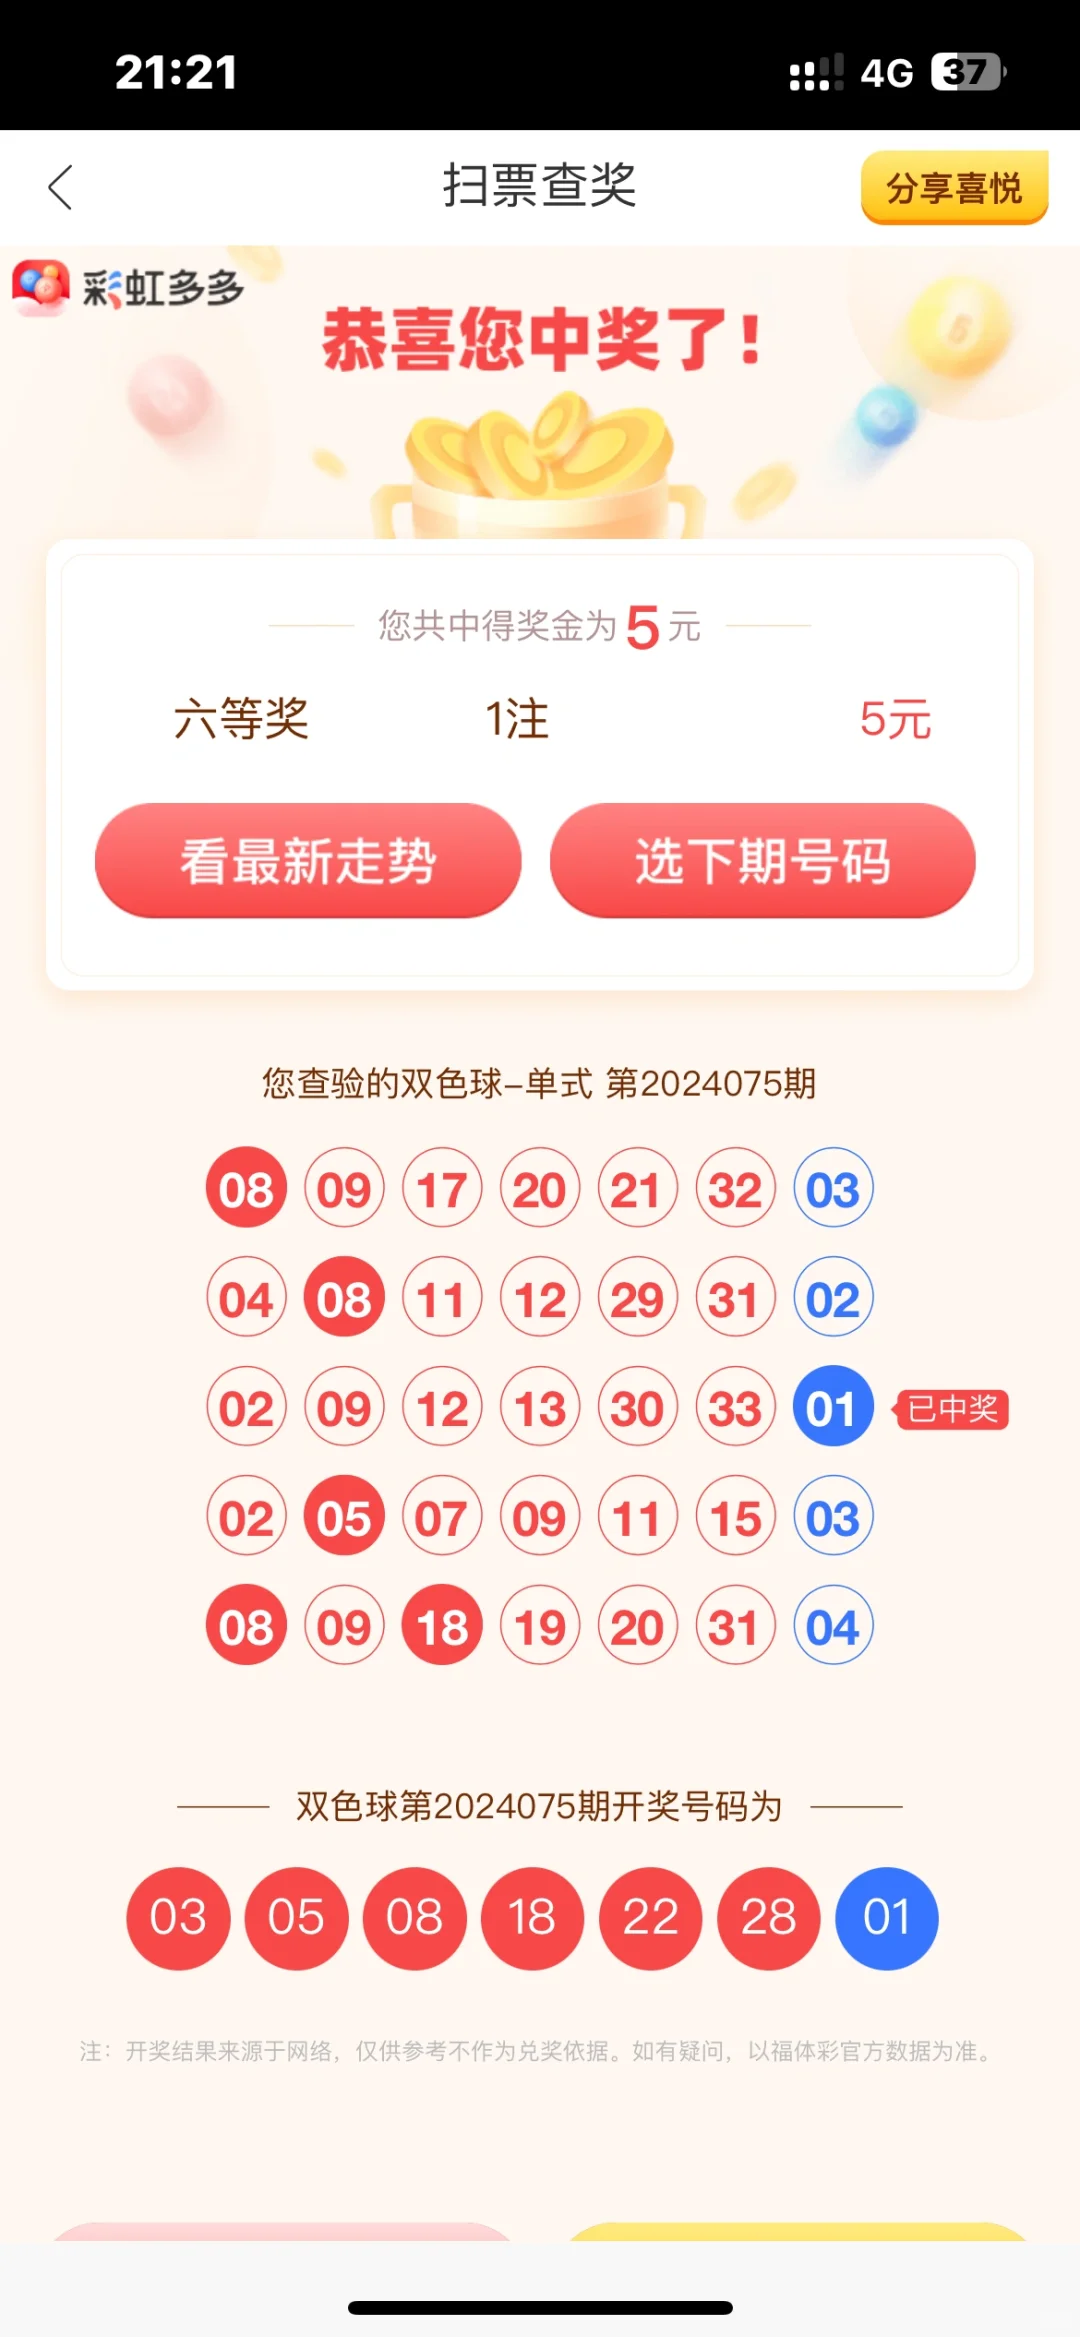 21:21 4G 37
扫票查奖 分享喜悦
彩虹多多
恭喜您中奖了!
您共中得奖金为5元
六等奖 1注 5元
看最新走势 选下期号码
您查验的双色球-单式 第2024075期
08 09 17 20 21 32 03
04 08 11 12 29 31 02
02 09 12 13 30 33 01 已中奖
02 05 07 09 11 15 03
08 09 18 19 20 31 04
双色球第2024075期开奖号码为
03 05 08 18 22 28 01
注：开奖结果来源于网络，仅供参考不作为兑奖依据。如有疑问，以福体彩官方数据为准。